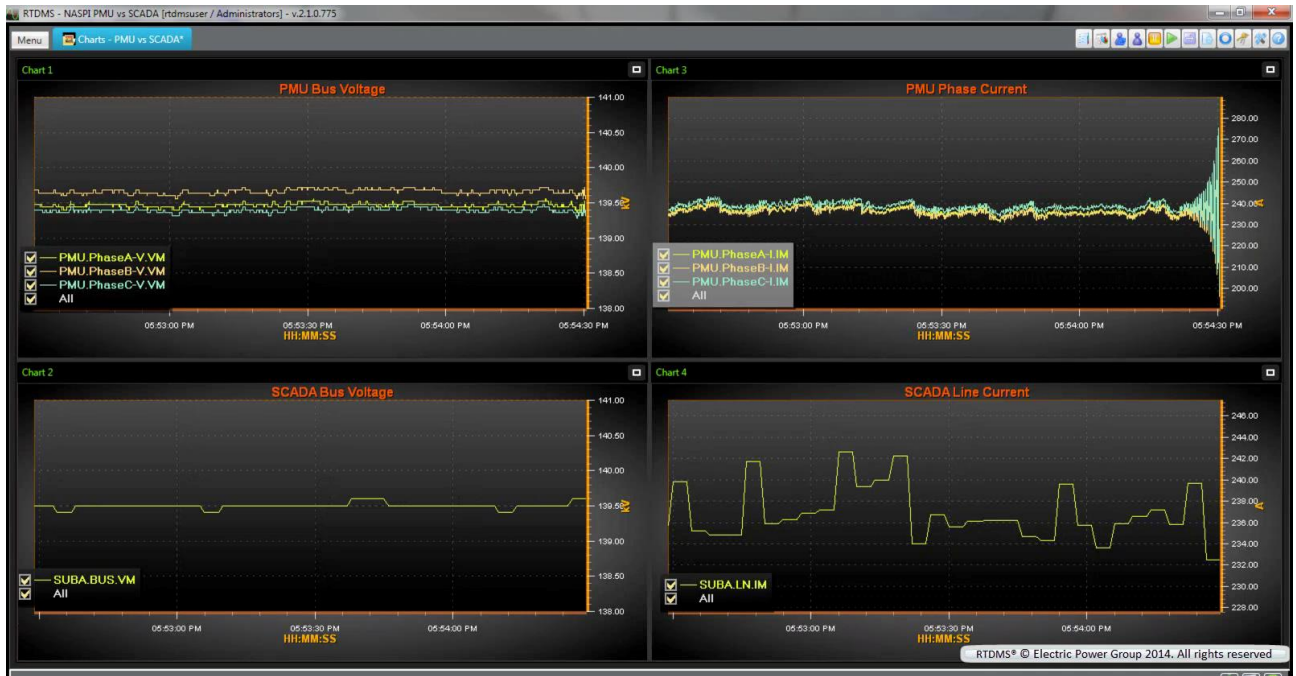 RTDMS - NASPI PMU vs SCADA [rtdmsuser / Administrators] - v.2.1.0.775
Menu
Charts - PMU vs SCADA*
Chart 1
PMU Bus Voltage
141.00
140.50
140.00
139.50
139.00
138.50
138.00
kV
PMU.PhaseA-V.VM
PMU.PhaseB-V.VM
PMU.PhaseC-V.VM
All
05:53:00 PM
05:53:30 PM
05:54:00 PM
05:54:30 PM
HH:MM:SS
Chart 3
PMU Phase Current
280.00
270.00
260.00
250.00
240.00
230.00
220.00
210.00
200.00
A
PMU.PhaseA-I.IM
PMU.PhaseB-I.IM
PMU.PhaseC-I.IM
All
05:53:00 PM
05:53:30 PM
05:54:00 PM
05:54:30 PM
HH:MM:SS
Chart 2
SCADA Bus Voltage
141.00
140.50
140.00
139.50
139.00
138.50
138.00
kV
SUBA.BUS.VM
All
05:53:00 PM
05:53:30 PM
05:54:00 PM
HH:MM:SS
Chart 4
SCADA Line Current
246.00
244.00
242.00
240.00
238.00
236.00
234.00
232.00
230.00
228.00
A
SUBA.LN.IM
All
05:53:00 PM
05:53:30 PM
05:54:00 PM
HH:MM:SS
RTDMS® © Electric Power Group 2014. All rights reserved